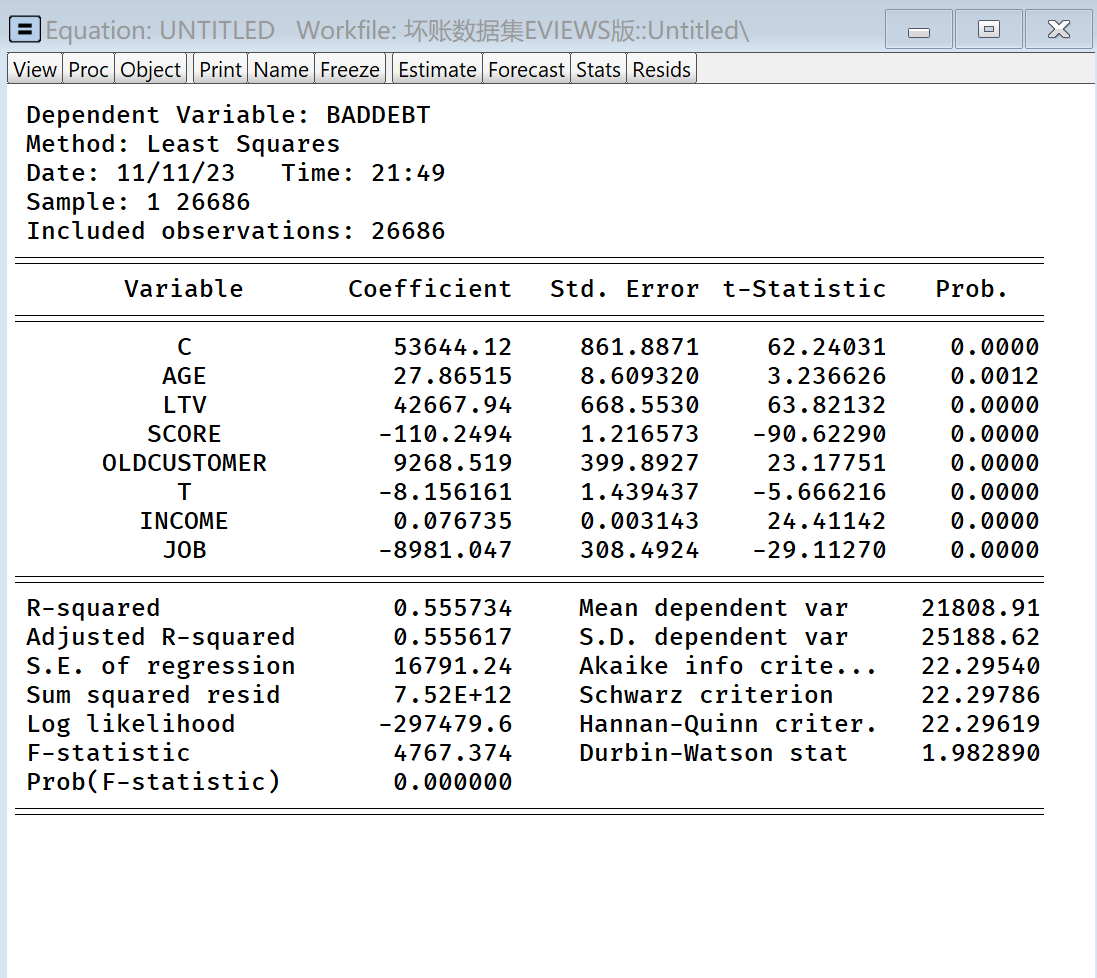 Equation: UNTITLED   Workfile: 坏账数据集EVIEWS版::Untitled\
View Proc Object Print Name Freeze Estimate Forecast Stats Resids
Dependent Variable: BADDEBT
Method: Least Squares
Date: 11/11/23   Time: 21:49
Sample: 1 26686
Included observations: 26686
Variable Coefficient Std. Error t-Statistic Prob.
C 53644.12 861.8871 62.24031 0.0000
AGE 27.86515 8.609320 3.236626 0.0012
LTV 42667.94 668.5530 63.82132 0.0000
SCORE -110.2494 1.216573 -90.62290 0.0000
OLDCUSTOMER 9268.519 399.8927 23.17751 0.0000
T -8.156161 1.439437 -5.666216 0.0000
INCOME 0.076735 0.003143 24.41142 0.0000
JOB -8981.047 308.4924 -29.11270 0.0000
R-squared 0.555734 Mean dependent var 21808.91
Adjusted R-squared 0.555617 S.D. dependent var 25188.62
S.E. of regression 16791.24 Akaike info crite... 22.29540
Sum squared resid 7.52E+12 Schwarz criterion 22.29786
Log likelihood -297479.6 Hannan-Quinn criter. 22.29619
F-statistic 4767.374 Durbin-Watson stat 1.982890
Prob(F-statistic) 0.000000